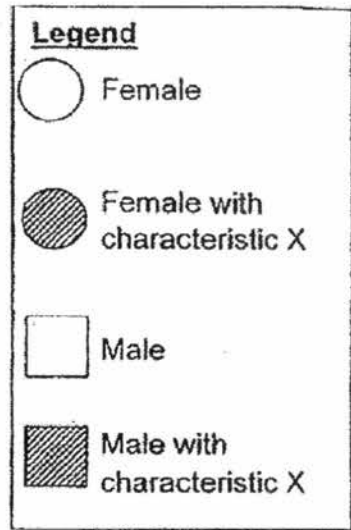 Legend
Female
Female with
characteristic X
Male
Male with
characteristic X